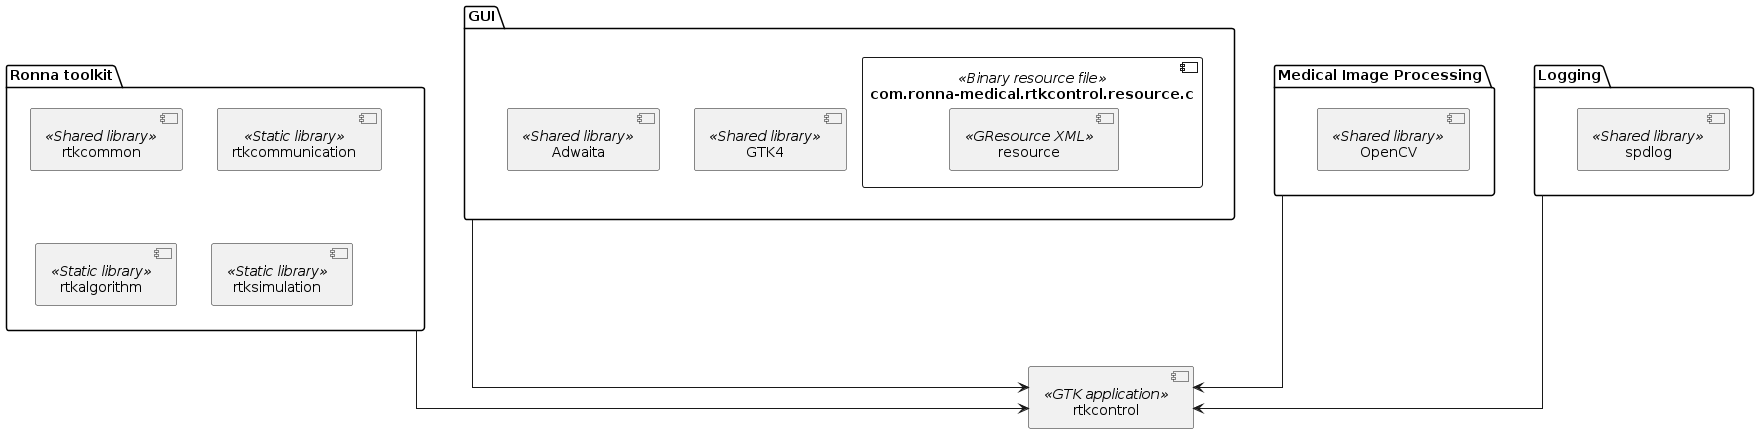 Ronna toolkit
«Shared library»
rtkcommon
«Static library»
rtkcommunication
«Static library»
rtkalgorithm
«Static library»
rtksimulation
GUI
«Shared library»
Adwaita
«Shared library»
GTK4
«Binary resource file»
com.ronna-medical.rtkcontrol.resource.c
«GResource XML»
resource
Medical Image Processing
«Shared library»
OpenCV
Logging
«Shared library»
spdlog
«GTK application»
rtkcontrol